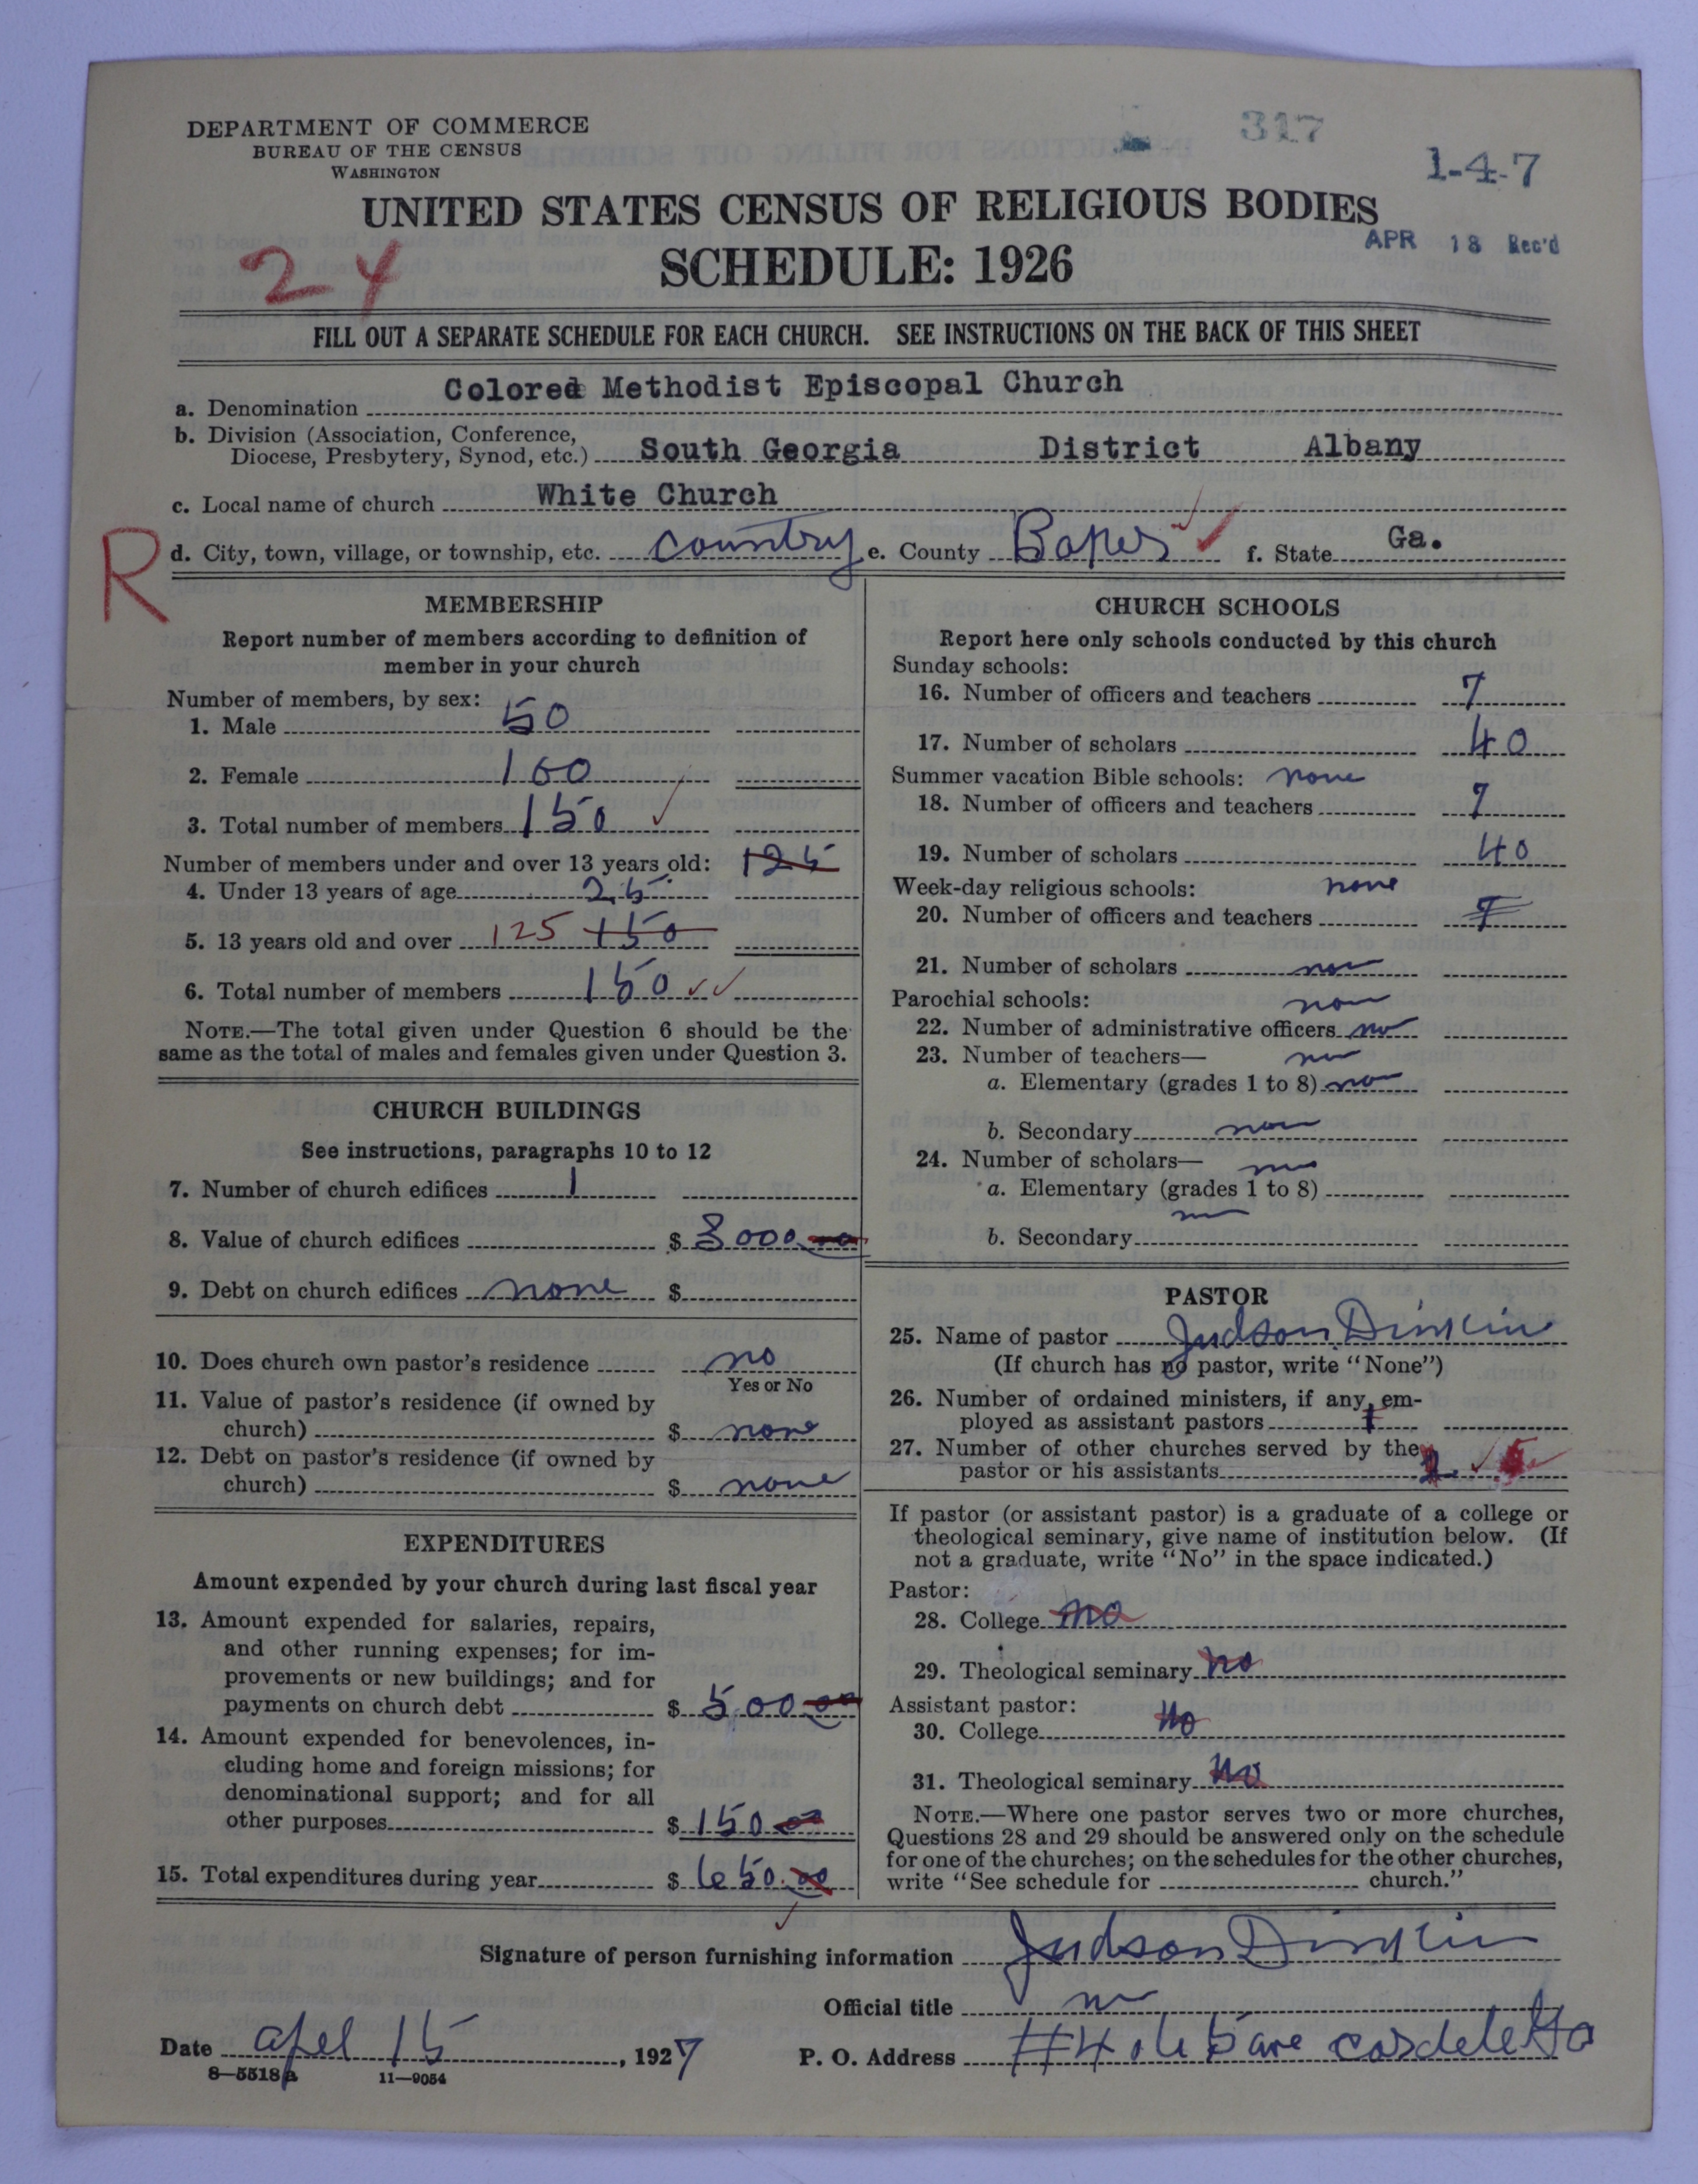 DEPARTMENT OF COMMERCE
BUREAU OF THE CENSUS
WASHINGTON
317
1-4-7
UNITED STATES CENSUS OF RELIGIOUS BODIES
SCHEDULE: 1926
APR 18 Rec'd
24
FILL OUT A SEPARATE SCHEDULE FOR EACH CHURCH. SEE INSTRUCTIONS ON THE BACK OF THIS SHEET
a. Denomination Colored Methodist Episcopal Church
b. Division (Association, Conference,
Diocese, Presbytery, Synod, etc.) South Georgia District Albany
c. Local name of church White Church
R
d. City, town, village, or township, etc. country e. County f. State Ga.
MEMBERSHIP
Report number of members according to definition of
member in your church
Number of members, by sex:
1. Male 50
2. Female 100
3. Total number of members 150
Number of members under and over 13 years old: 125
4. Under 13 years of age 25
5. 13 years old and over 125 150
6. Total number of members 150
NOTE.—The total given under Question 6 should be the
same as the total of males and females given under Question 3.
CHURCH BUILDINGS
See instructions, paragraphs 10 to 12
7. Number of church edifices 1
8. Value of church edifices $ 3000.00
9. Debt on church edifices none $
10. Does church own pastor's residence no
Yes or No
11. Value of pastor's residence (if owned by
church) $ none
12. Debt on pastor's residence (if owned by
church) $ none
EXPENDITURES
Amount expended by your church during last fiscal year
13. Amount expended for salaries, repairs,
and other running expenses; for im-
provements or new buildings; and for
payments on church debt $ 500.00
14. Amount expended for benevolences, in-
cluding home and foreign missions; for
denominational support; and for all
other purposes $ 150.00
15. Total expenditures during year $ 650.00
CHURCH SCHOOLS
Report here only schools conducted by this church
Sunday schools:
16. Number of officers and teachers 7
17. Number of scholars 40
Summer vacation Bible schools: none
18. Number of officers and teachers 7
19. Number of scholars 40
Week-day religious schools: none
20. Number of officers and teachers 7
21. Number of scholars non
Parochial schools: non
22. Number of administrative officers no
23. Number of teachers—
a. Elementary (grades 1 to 8) non
b. Secondary non
24. Number of scholars—
a. Elementary (grades 1 to 8)
b. Secondary
PASTOR
25. Name of pastor Judson Dinkin
(If church has no pastor, write "None")
26. Number of ordained ministers, if any, em-
ployed as assistant pastors 1
27. Number of other churches served by the
pastor or his assistants
If pastor (or assistant pastor) is a graduate of a college or
theological seminary, give name of institution below. (If
not a graduate, write "No" in the space indicated.)
Pastor:
28. College no
29. Theological seminary no
Assistant pastor:
30. College No
31. Theological seminary No
NOTE.—Where one pastor serves two or more churches,
Questions 28 and 29 should be answered only on the schedule
for one of the churches; on the schedules for the other churches,
write "See schedule for church."
Signature of person furnishing information Judson Dinkin
Official title
Date apel 15, 1927
P. O. Address #4 ave cordele Ga
8—5518a 11—9054